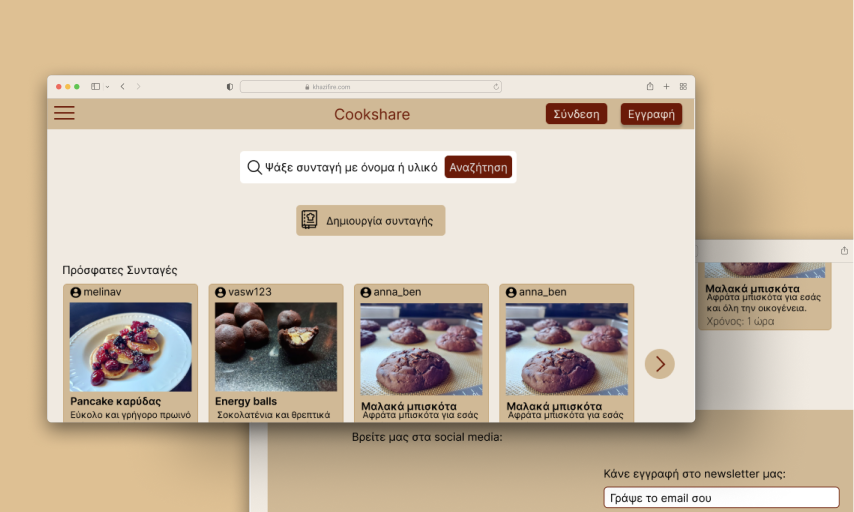 khazifire.com
Cookshare
Σύνδεση
Εγγραφή
Ψάξε συνταγή με όνομα ή υλικό
Αναζήτηση
Δημιουργία συνταγής
Πρόσφατες Συνταγές
melinav
vasw123
anna_ben
anna_ben
Pancake καρύδας
Εύκολο και γρήγορο πρωινό
Energy balls
Σοκολατένια και θρεπτικά
Μαλακά μπισκότα
Αφράτα μπισκότα για εσάς
Μαλακά μπισκότα
Αφράτα μπισκότα για εσάς
Μαλακά μπισκότα
Αφράτα μπισκότα για εσάς
και όλη την οικογένεια.
Χρόνος: 1 ώρα
Βρείτε μας στα social media:
Κάνε εγγραφή στο newsletter μας:
Γράψε το email σου